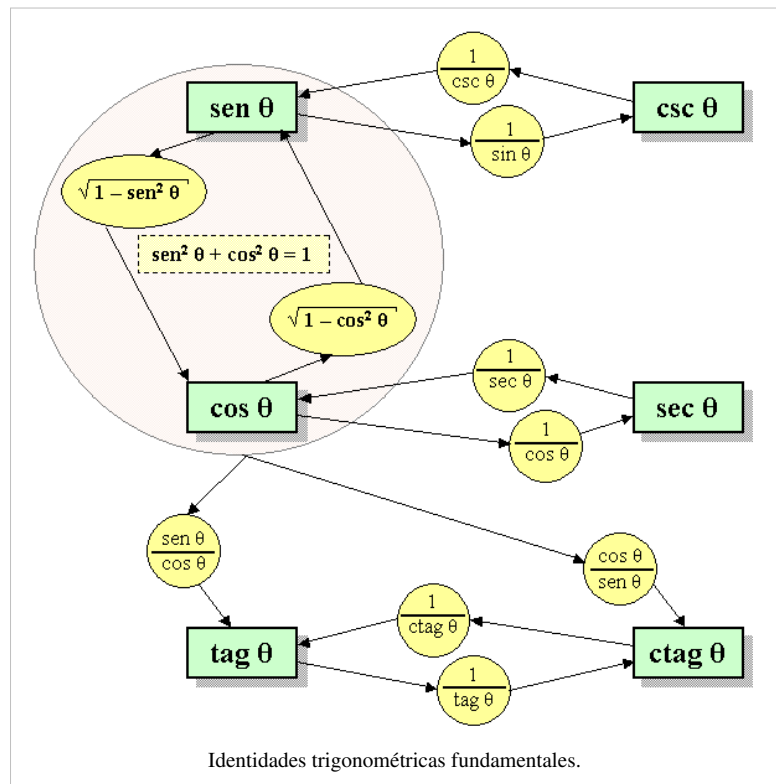 1
csc θ
sen θ
csc θ
1
sin θ
√1 – sen² θ
sen² θ + cos² θ = 1
√1 – cos² θ
1
sec θ
cos θ
sec θ
1
cos θ
sen θ
cos θ
cos θ
sen θ
1
ctag θ
tag θ
ctag θ
1
tag θ
Identidades trigonométricas fundamentales.